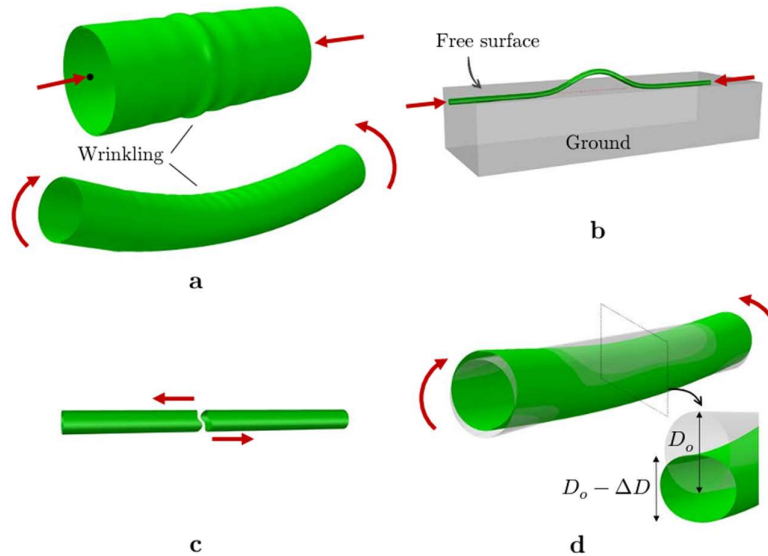 Wrinkling
a
Free surface
Ground
b
c
D_o
D_o − ΔD
d